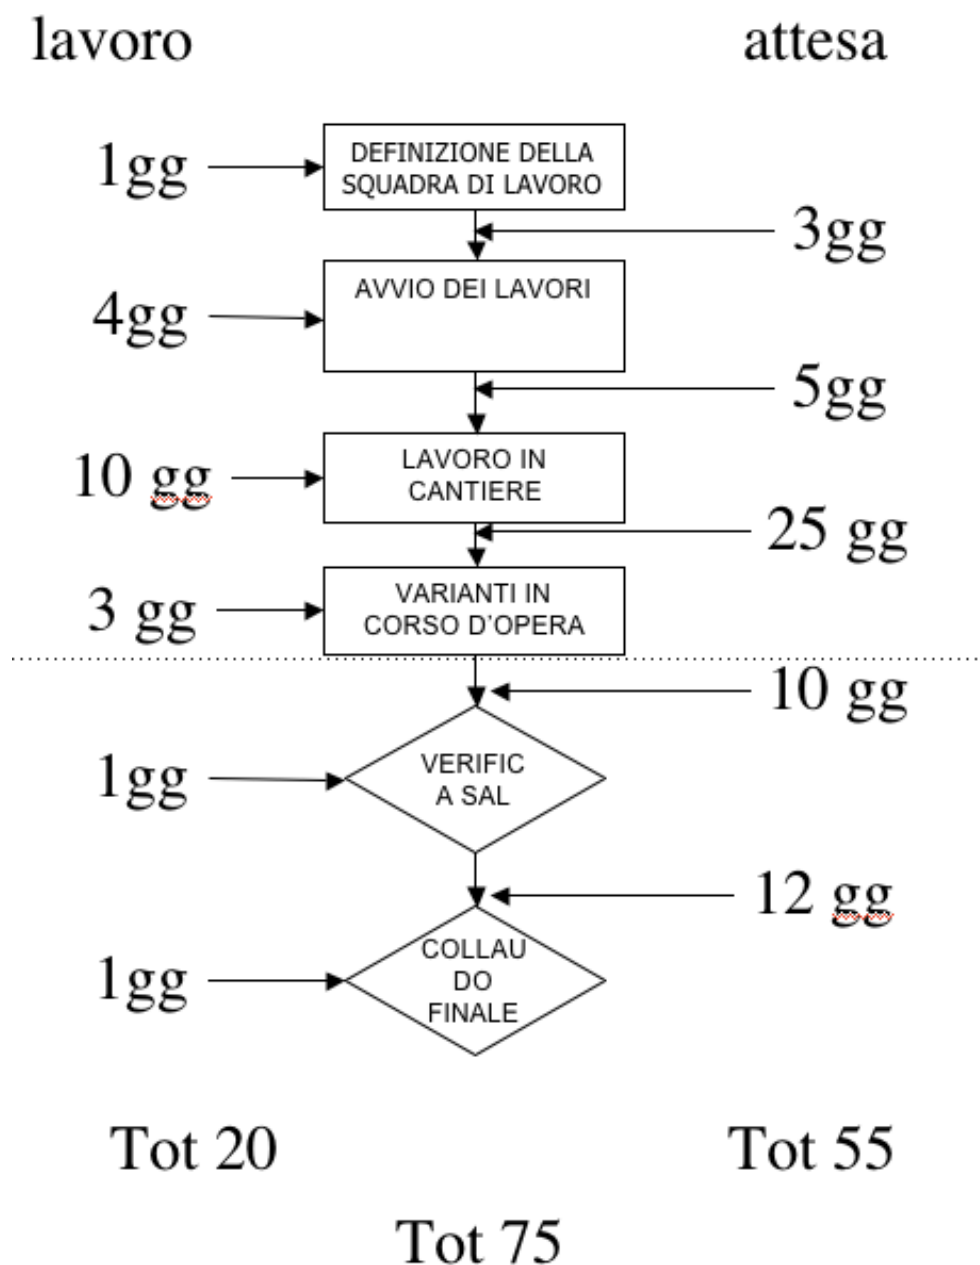 lavoro
attesa
1gg
DEFINIZIONE DELLA
SQUADRA DI LAVORO
3gg
4gg
AVVIO DEI LAVORI
5gg
10 gg
LAVORO IN
CANTIERE
25 gg
3 gg
VARIANTI IN
CORSO D'OPERA
10 gg
1gg
VERIFIC
A SAL
12 gg
1gg
COLLAU
DO
FINALE
Tot 20
Tot 55
Tot 75